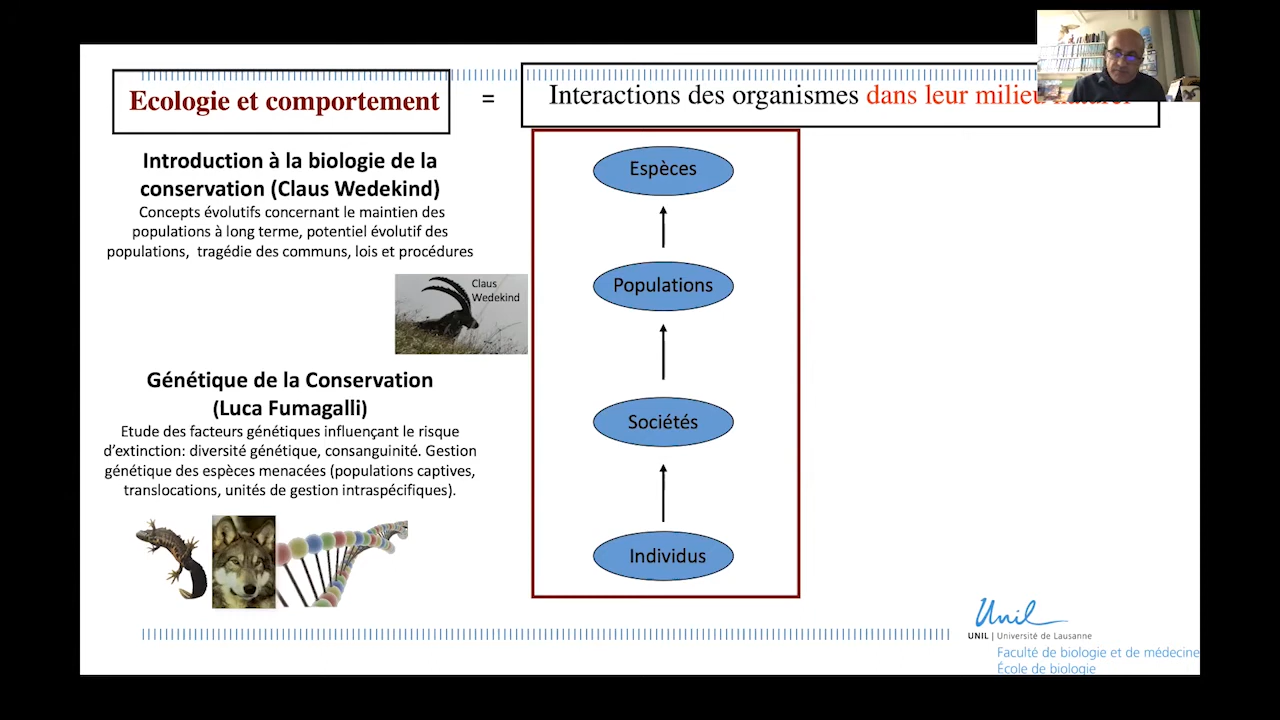 Ecologie et comportement
=
Interactions des organismes dans leur milieu
Introduction à la biologie de la
conservation (Claus Wedekind)
Concepts évolutifs concernant le maintien des
populations à long terme, potentiel évolutif des
populations, tragédie des communs, lois et procédures
Claus
Wedekind
Génétique de la Conservation
(Luca Fumagalli)
Etude des facteurs génétiques influençant le risque
d’extinction: diversité génétique, consanguinité. Gestion
génétique des espèces menacées (populations captives,
translocations, unités de gestion intraspécifiques).
Espèces
Populations
Sociétés
Individus
Unil
UNIL | Université de Lausanne
Faculté de biologie et de médecine
École de biologie